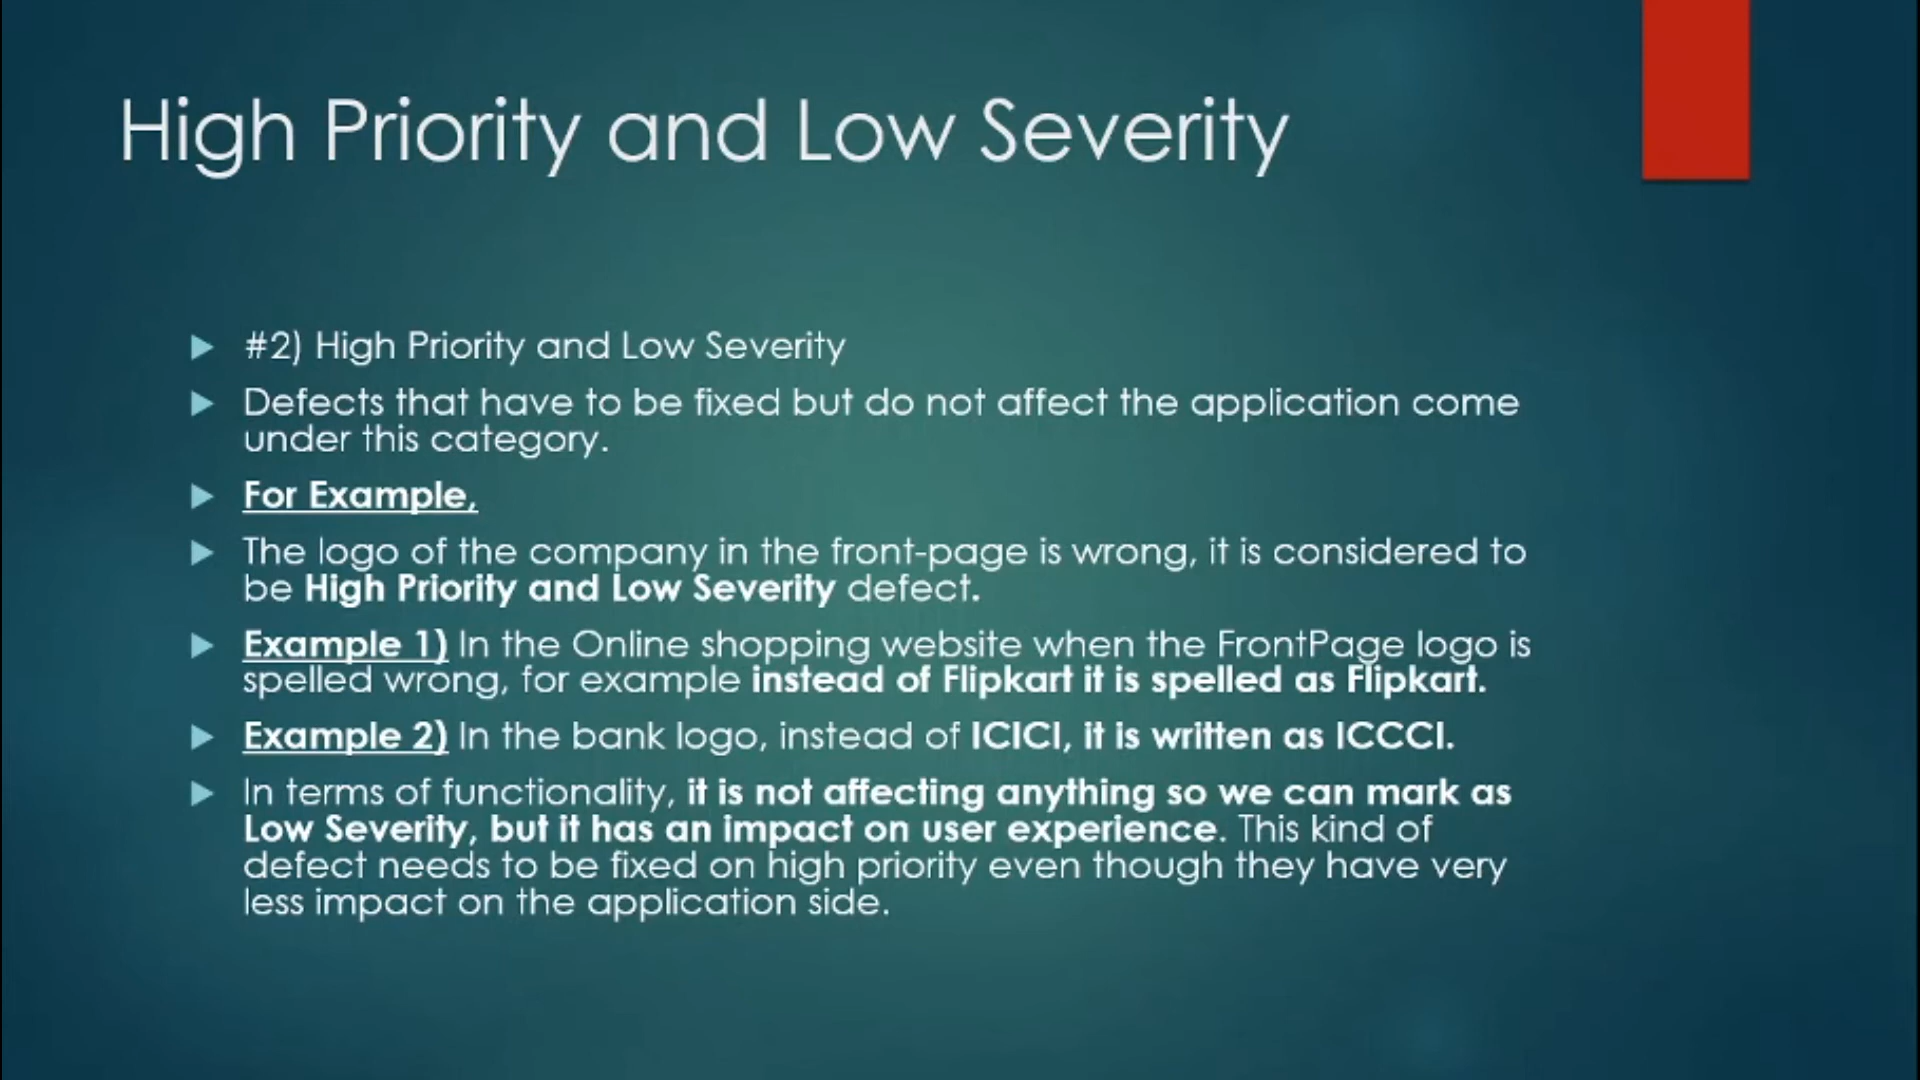 High Priority and Low Severity
#2) High Priority and Low Severity
Defects that have to be fixed but do not affect the application come
under this category.
For Example,
The logo of the company in the front-page is wrong, it is considered to
be High Priority and Low Severity defect.
Example 1) In the Online shopping website when the FrontPage logo is
spelled wrong, for example instead of Flipkart it is spelled as Flipkart.
Example 2) In the bank logo, instead of ICICI, it is written as ICCCI.
In terms of functionality, it is not affecting anything so we can mark as
Low Severity, but it has an impact on user experience. This kind of
defect needs to be fixed on high priority even though they have very
less impact on the application side.